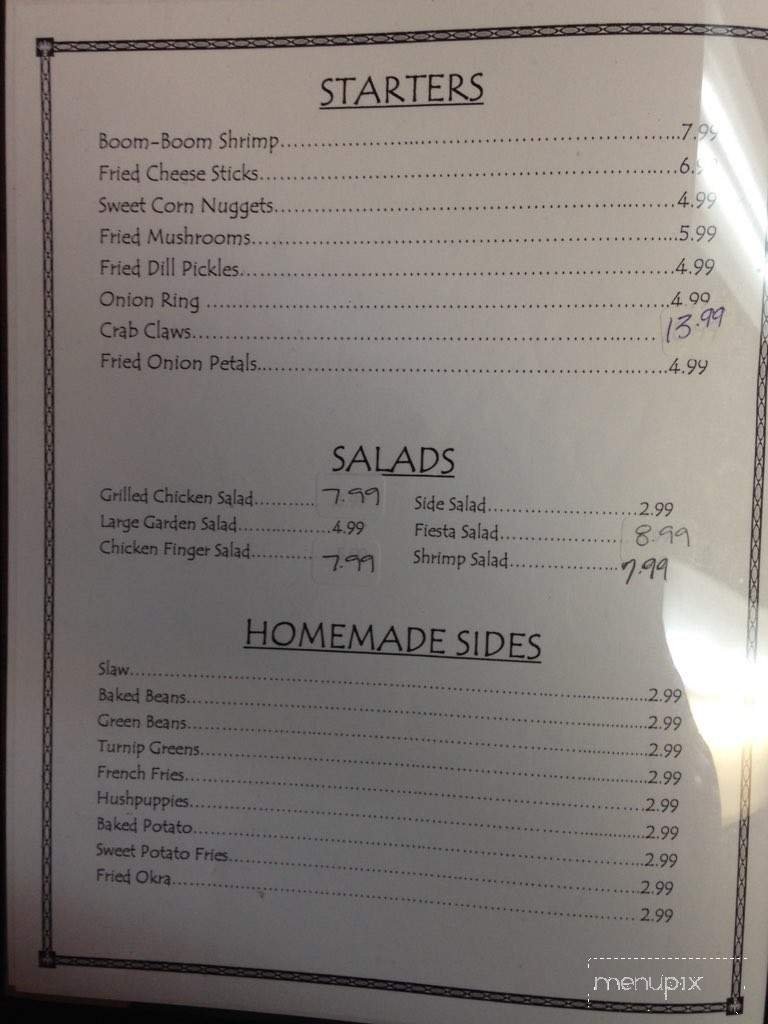 STARTERS
Boom-Boom Shrimp.....7.99
Fried Cheese Sticks.....6.
Sweet Corn Nuggets.....4.99
Fried Mushrooms.....5.99
Fried Dill Pickles.....4.99
Onion Ring .....4.99
Crab Claws.....13.99
Fried Onion Petals.....4.99
SALADS
Grilled Chicken Salad.....7.99
Large Garden Salad.....4.99
Chicken Finger Salad.....7.99
Side Salad.....2.99
Fiesta Salad.....8.99
Shrimp Salad.....7.99
HOMEMADE SIDES
Slaw.....2.99
Baked Beans.....2.99
Green Beans.....2.99
Turnip Greens.....2.99
French Fries.....2.99
Hushpuppies.....2.99
Baked Potato.....2.99
Sweet Potato Fries.....2.99
Fried Okra.....2.99
menupix